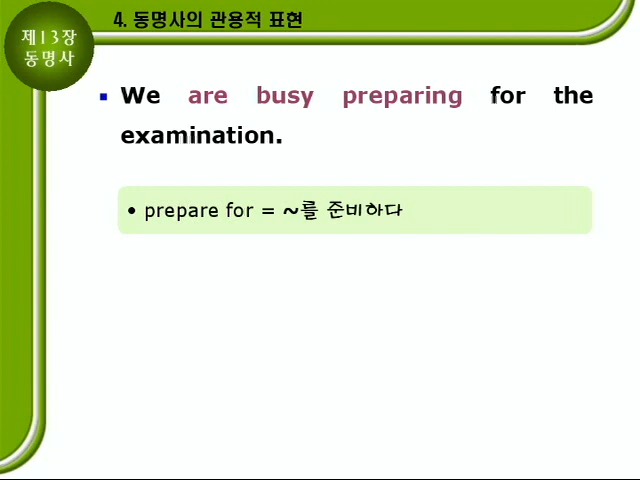 4. 동명사의 관용적 표현
제13장
동명사
We are busy preparing for the
examination.
• prepare for = ~를 준비하다